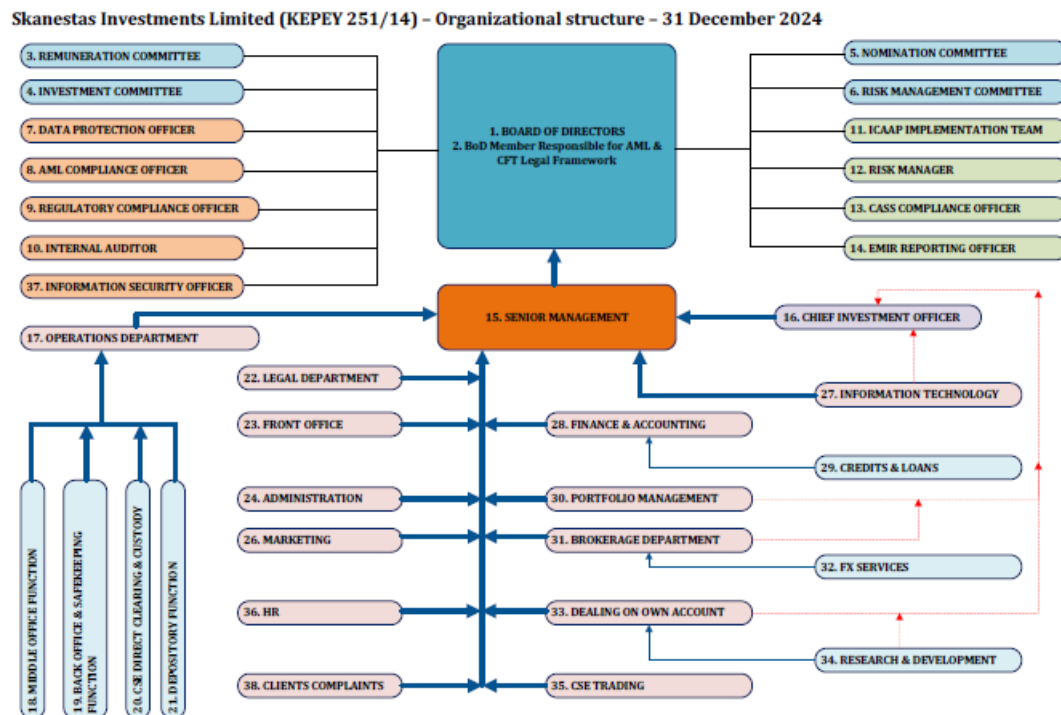 Skanestas Investments Limited (KEPEY 251/14) – Organizational structure – 31 December 2024
3. REMUNERATION COMMITTEE
4. INVESTMENT COMMITTEE
7. DATA PROTECTION OFFICER
8. AML COMPLIANCE OFFICER
9. REGULATORY COMPLIANCE OFFICER
10. INTERNAL AUDITOR
37. INFORMATION SECURITY OFFICER
1. BOARD OF DIRECTORS
2. BoD Member Responsible for AML &
CFT Legal Framework
5. NOMINATION COMMITTEE
6. RISK MANAGEMENT COMMITTEE
11. ICAAP IMPLEMENTATION TEAM
12. RISK MANAGER
13. CASS COMPLIANCE OFFICER
14. EMIR REPORTING OFFICER
15. SENIOR MANAGEMENT
16. CHIEF INVESTMENT OFFICER
17. OPERATIONS DEPARTMENT
22. LEGAL DEPARTMENT
27. INFORMATION TECHNOLOGY
23. FRONT OFFICE
28. FINANCE & ACCOUNTING
29. CREDITS & LOANS
24. ADMINISTRATION
30. PORTFOLIO MANAGEMENT
26. MARKETING
31. BROKERAGE DEPARTMENT
32. FX SERVICES
36. HR
33. DEALING ON OWN ACCOUNT
34. RESEARCH & DEVELOPMENT
38. CLIENTS COMPLAINTS
35. CSE TRADING
18. MIDDLE OFFICE FUNCTION
19. BACK OFFICE & SAFEKEEPING
FUNCTION
20. CSE DIRECT CLEARING & CUSTODY
21. DEPOSITORY FUNCTION